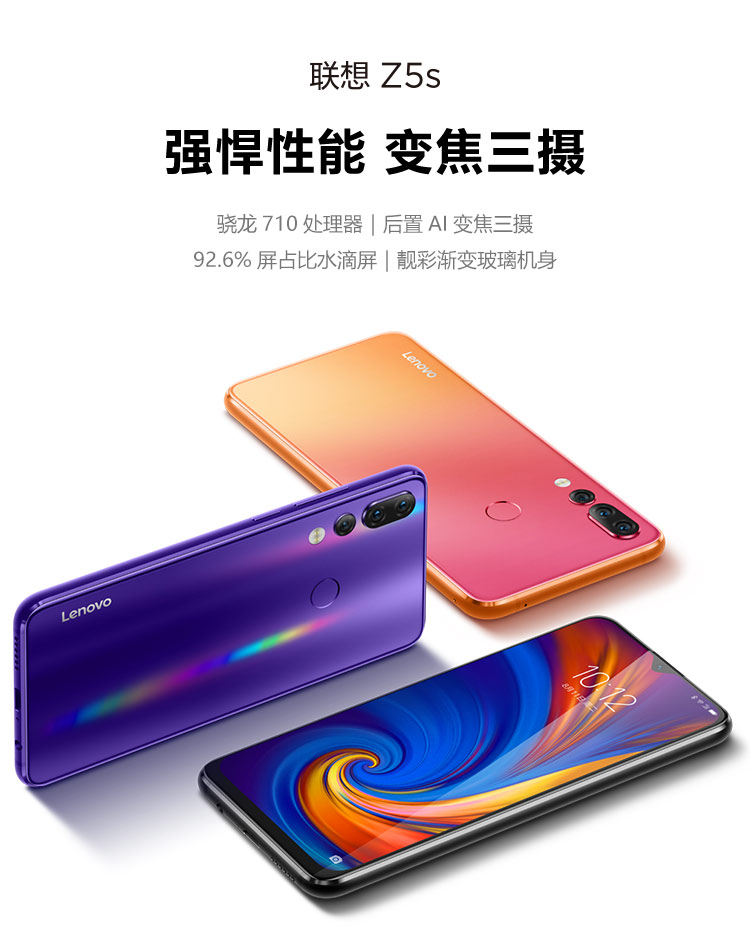 联想 Z5s
强悍性能 变焦三摄
骁龙 710 处理器 | 后置 AI 变焦三摄
92.6% 屏占比水滴屏 | 靓彩渐变玻璃机身
Lenovo
Lenovo
10:12